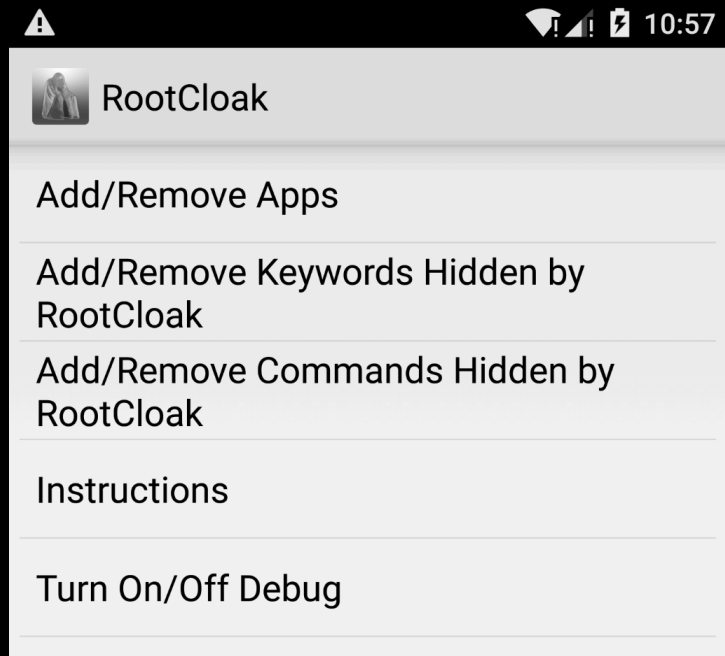 10:57
RootCloak
Add/Remove Apps
Add/Remove Keywords Hidden by
RootCloak
Add/Remove Commands Hidden by
RootCloak
Instructions
Turn On/Off Debug